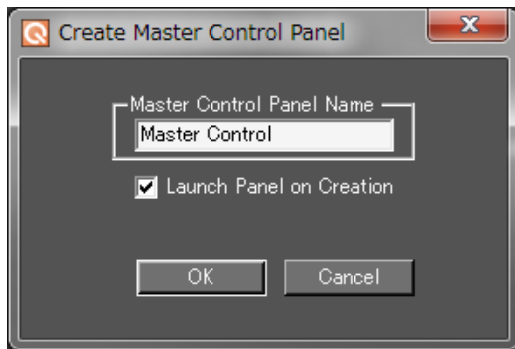 Create Master Control Panel
Master Control Panel Name
Master Control
Launch Panel on Creation
OK Cancel